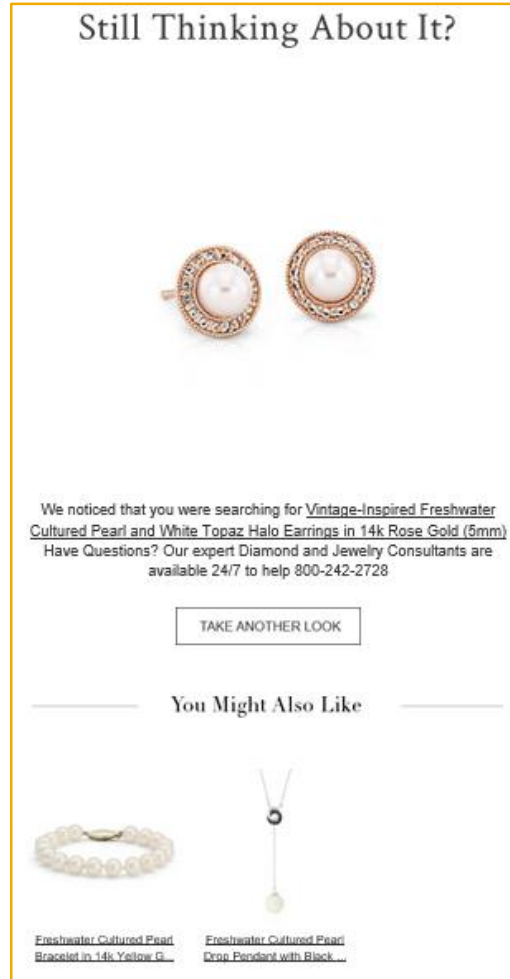 Still Thinking About It?
We noticed that you were searching for Vintage-Inspired Freshwater
Cultured Pearl and White Topaz Halo Earrings in 14k Rose Gold (5mm)
Have Questions? Our expert Diamond and Jewelry Consultants are
available 24/7 to help 800-242-2728
TAKE ANOTHER LOOK
You Might Also Like
Freshwater Cultured Pearl
Bracelet in 14k Yellow G...
Freshwater Cultured Pearl
Drop Pendant with Black ...